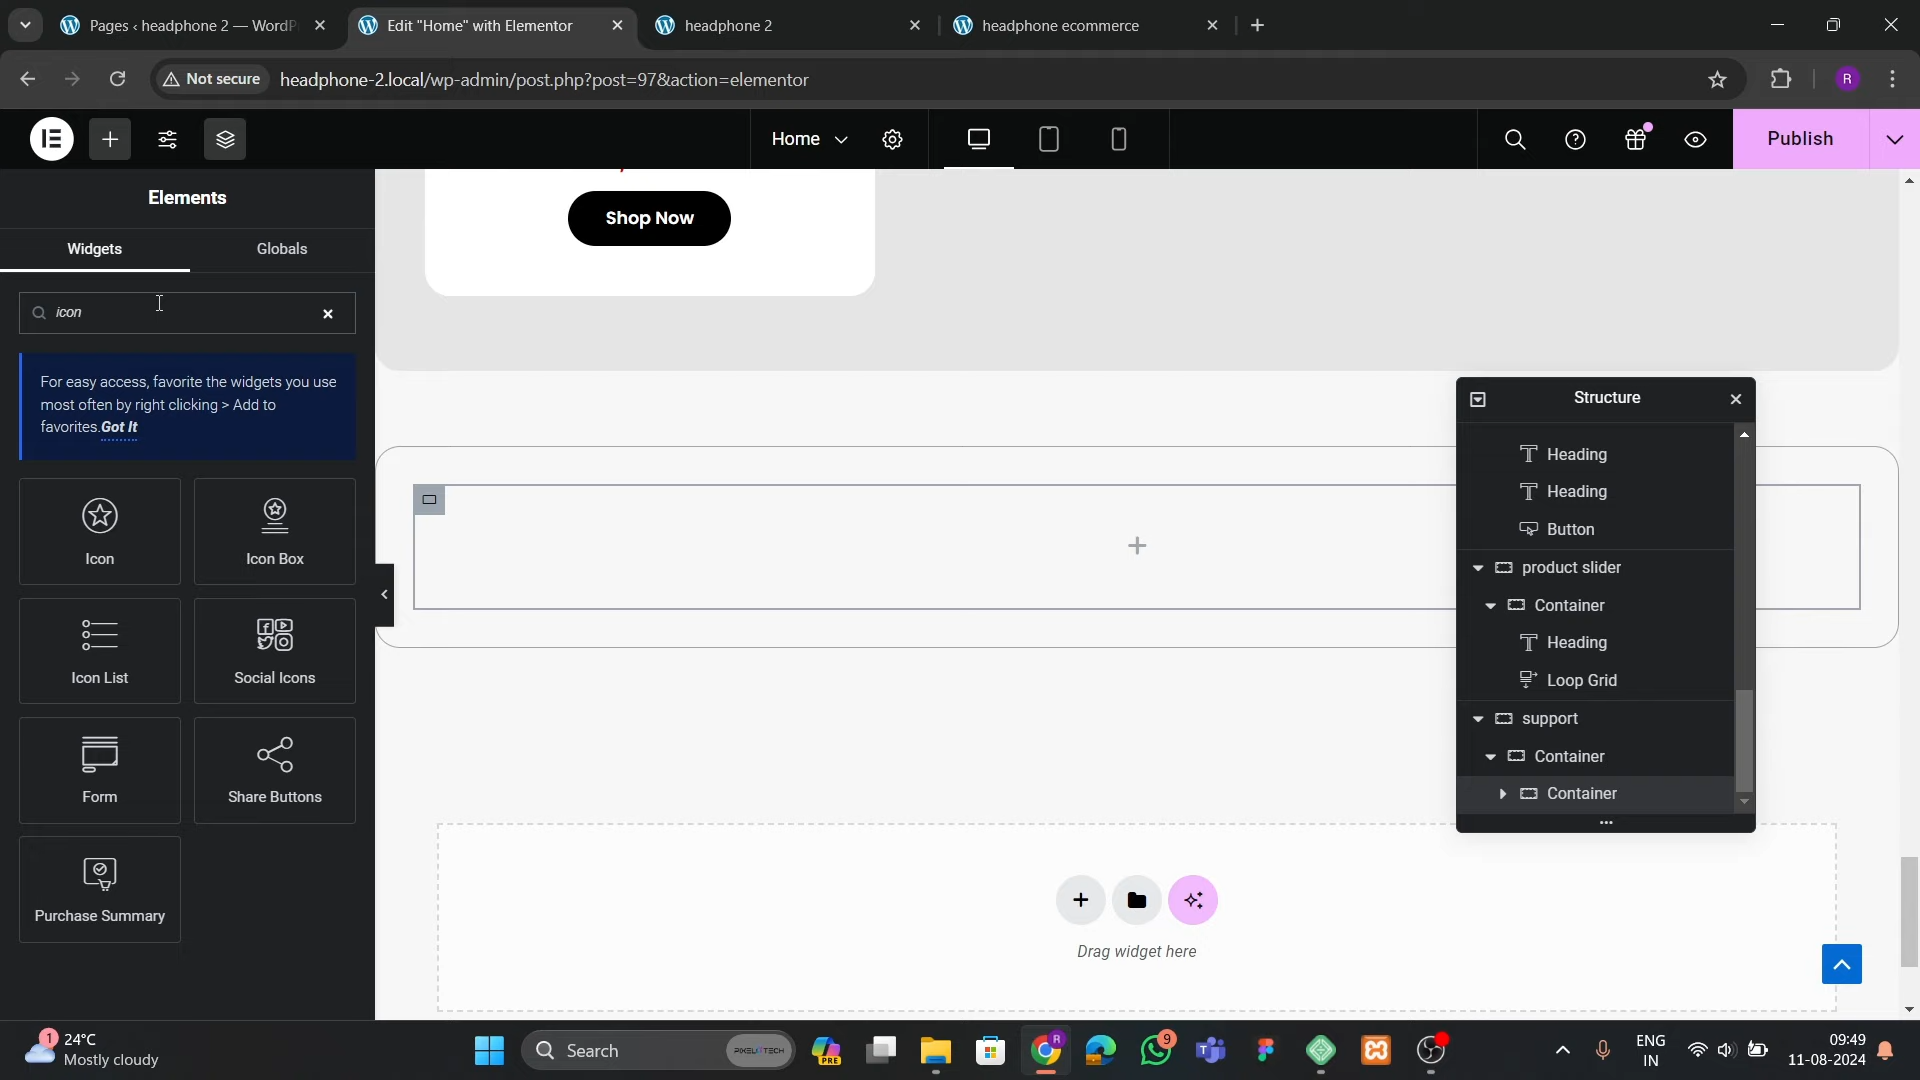 Pages ‹ headphone 2 — WordP
Edit "Home" with Elementor
headphone 2
headphone ecommerce
Not secure
headphone-2.local/wp-admin/post.php?post=97&action=elementor
Home
Publish
Elements
Widgets
Globals
icon
For easy access, favorite the widgets you use
most often by right clicking > Add to
favorites.Got It
Icon
Icon Box
Icon List
Social Icons
Form
Share Buttons
Purchase Summary
Shop Now
Structure
Heading
Heading
Button
product slider
Container
Heading
Loop Grid
support
Container
Container
Drag widget here
1
24°C
Mostly cloudy
Search
PIXELOTECH
PRE
R
9
ENG
IN
09:49
11-08-2024